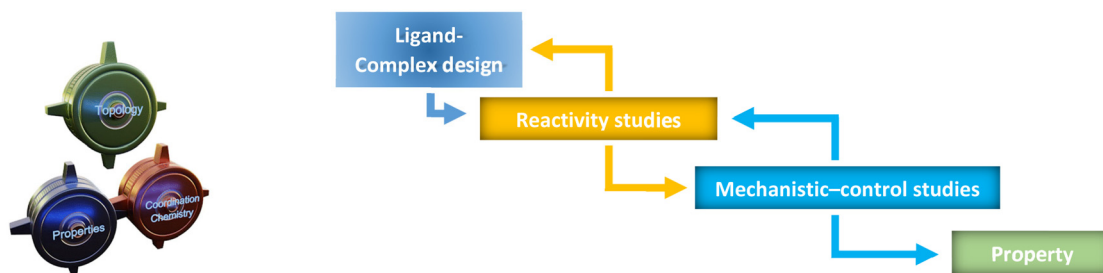 Topology
Properties
Coordination
Chemistry
Ligand-
Complex design
Reactivity studies
Mechanistic–control studies
Property